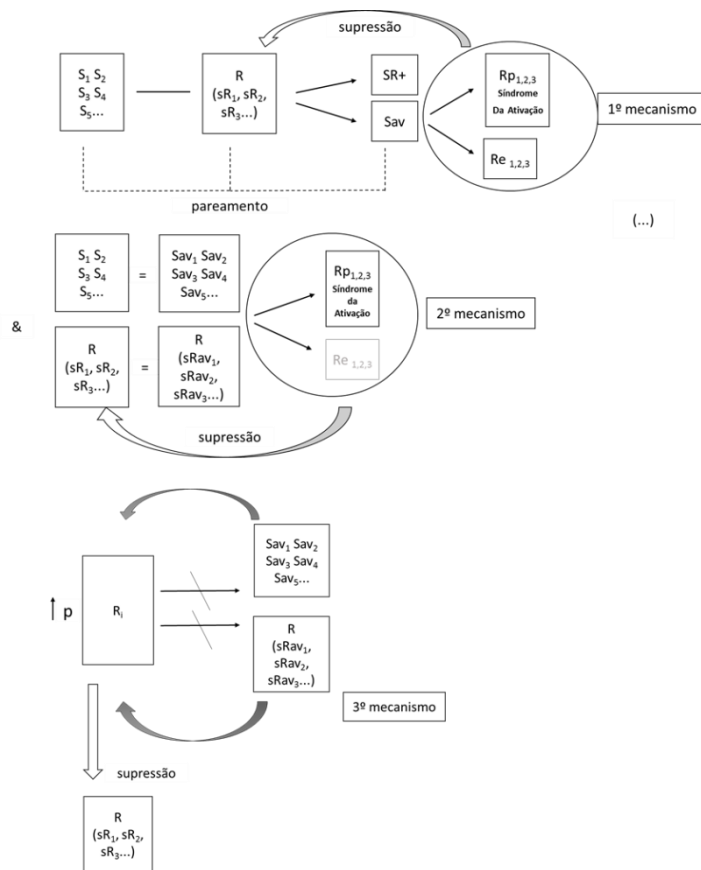 supressão
S₁ S₂
S₃ S₄
S₅...
R
(sR₁, sR₂,
sR₃...)
SR+
Sav
Rp₁,₂,₃
Síndrome
Da Ativação
Re ₁,₂,₃
1º mecanismo
pareamento
(...)
&
S₁ S₂
S₃ S₄
S₅...
=
Sav₁ Sav₂
Sav₃ Sav₄
Sav₅...
Rp₁,₂,₃
Síndrome
da
Ativação
Re ₁,₂,₃
2º mecanismo
R
(sR₁, sR₂,
sR₃...)
=
R
(sRav₁,
sRav₂,
sRav₃...)
supressão
Sav₁ Sav₂
Sav₃ Sav₄
Sav₅...
p
Rᵢ
R
(sRav₁,
sRav₂,
sRav₃...)
3º mecanismo
supressão
R
(sR₁, sR₂,
sR₃...)